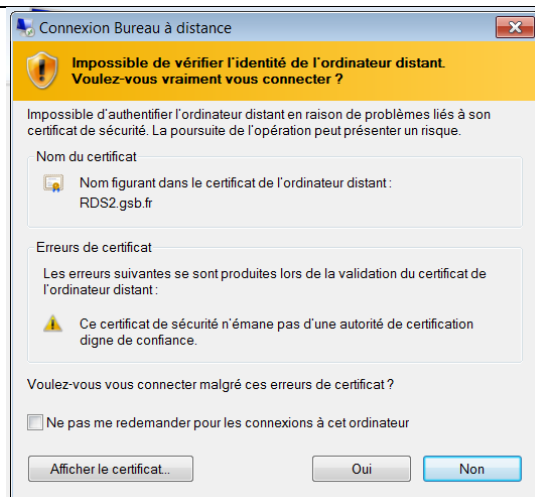 Connexion Bureau à distance
Impossible de vérifier l'identité de l'ordinateur distant.
Voulez-vous vraiment vous connecter ?
Impossible d'authentifier l'ordinateur distant en raison de problèmes liés à son
certificat de sécurité. La poursuite de l'opération peut présenter un risque.
Nom du certificat
Nom figurant dans le certificat de l'ordinateur distant :
RDS2.gsb.fr
Erreurs de certificat
Les erreurs suivantes se sont produites lors de la validation du certificat de
l'ordinateur distant :
Ce certificat de sécurité n'émane pas d'une autorité de certification
digne de confiance.
Voulez-vous vous connecter malgré ces erreurs de certificat ?
Ne pas me redemander pour les connexions à cet ordinateur
Afficher le certificat...
Oui
Non